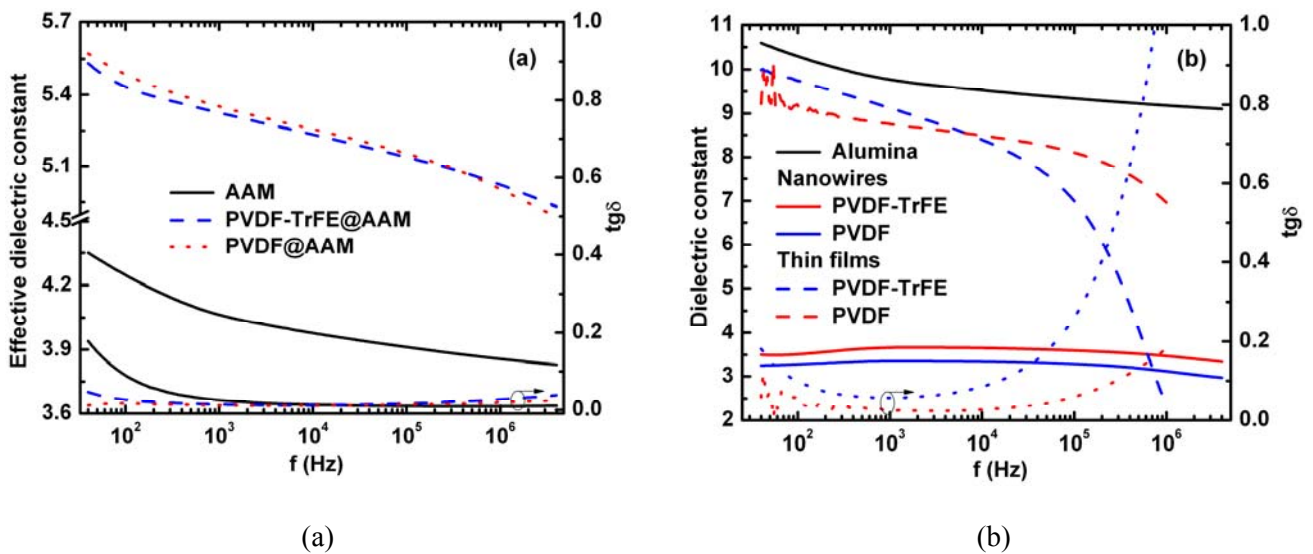 (a)
Effective dielectric constant
5.7
5.4
5.1
4.5
4.2
3.9
3.6
AAM
PVDF-TrFE@AAM
PVDF@AAM
1.0
0.8
0.6
0.4
0.2
0.0
tgδ
10² 10³ 10⁴ 10⁵ 10⁶
f (Hz)
(b)
Dielectric constant
11
10
9
8
7
6
5
4
3
2
Alumina
Nanowires
PVDF-TrFE
PVDF
Thin films
PVDF-TrFE
PVDF
1.0
0.8
0.6
0.4
0.2
0.0
tgδ
10² 10³ 10⁴ 10⁵ 10⁶
f (Hz)
(a) (b)